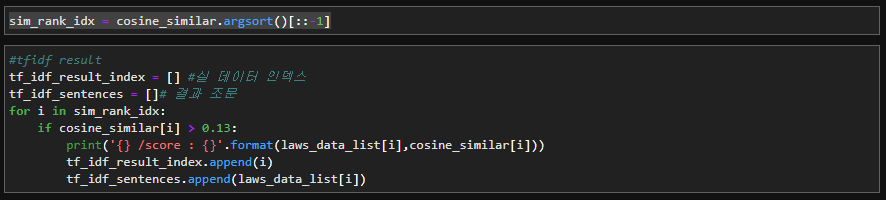 sim_rank_idx = cosine_similar.argsort()[::-1]
#tfidf result
tf_idf_result_index = [] #실 데이터 인덱스
tf_idf_sentences = []# 결과 조문
for i in sim_rank_idx:
    if cosine_similar[i] > 0.13:
        print('{} /score : {}'.format(laws_data_list[i],cosine_similar[i]))
        tf_idf_result_index.append(i)
        tf_idf_sentences.append(laws_data_list[i])